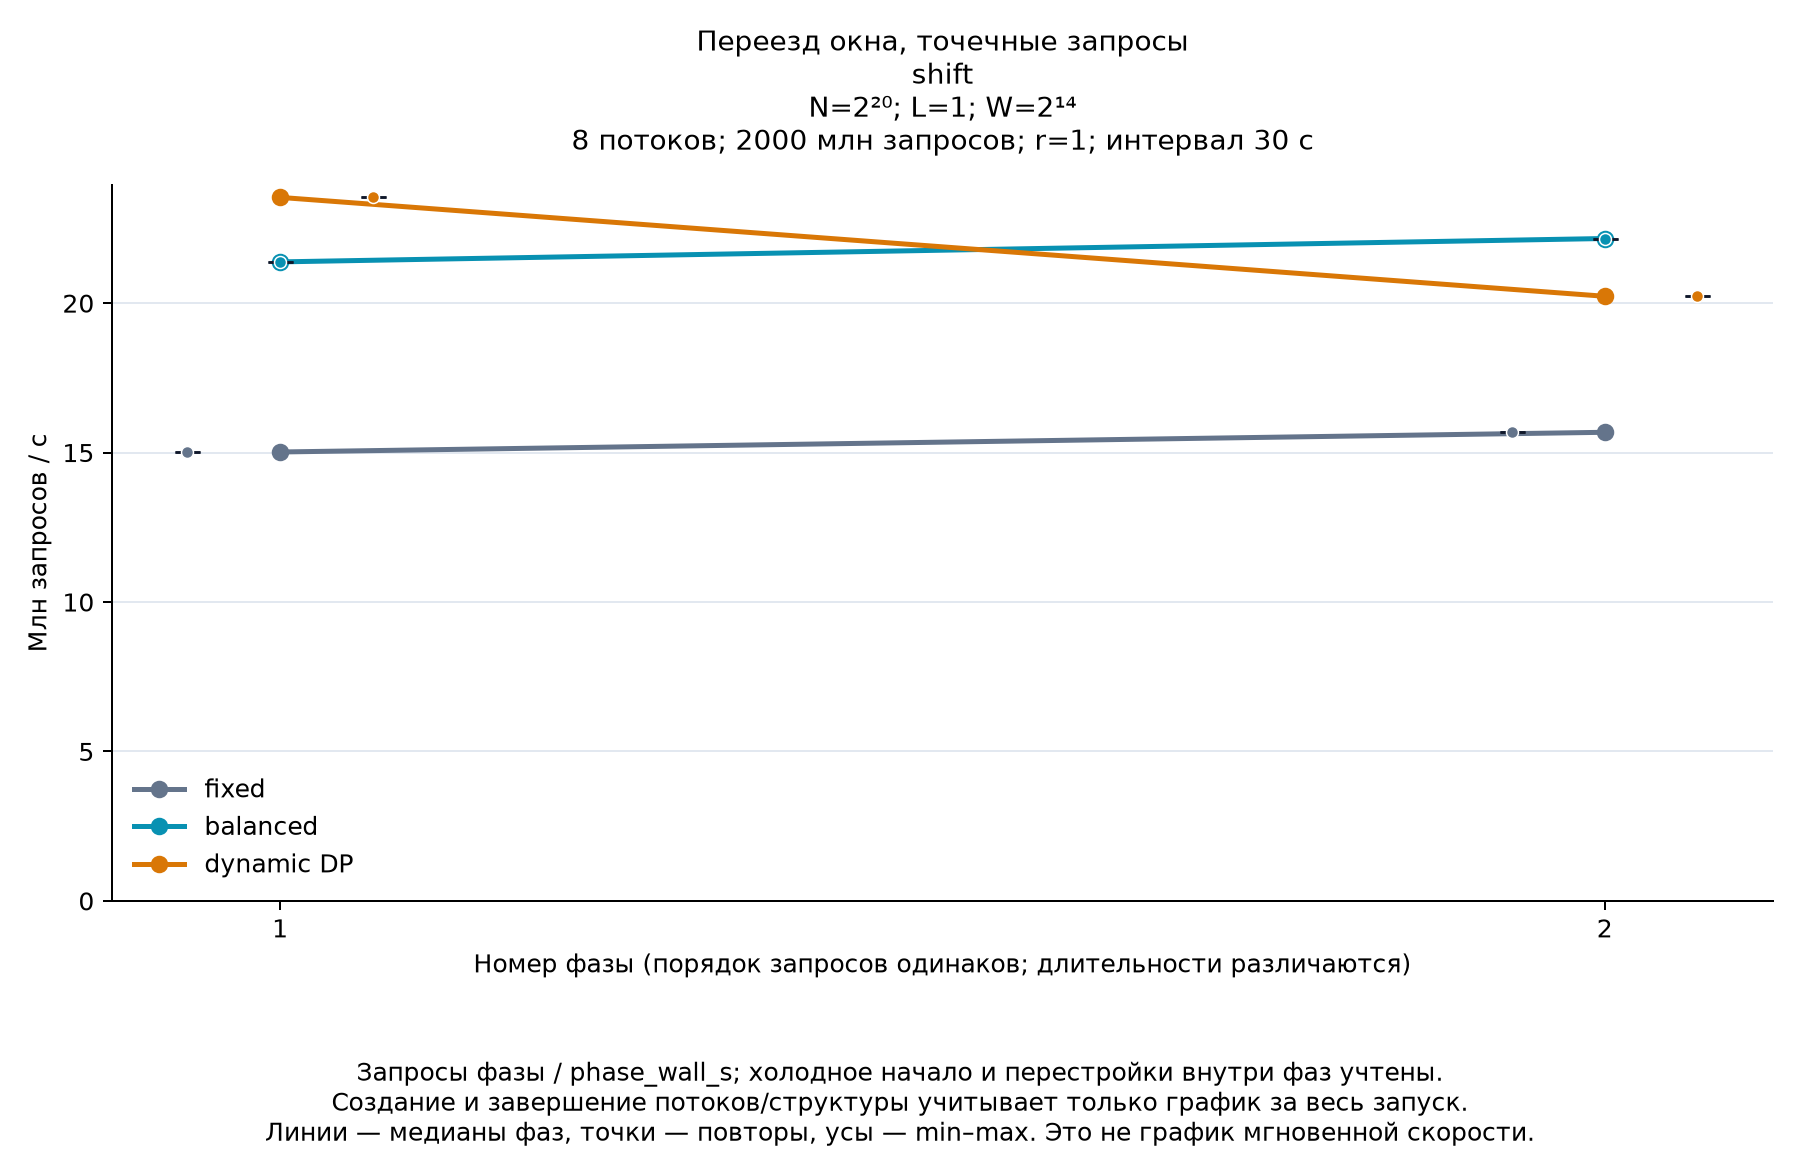 Переезд окна, точечные запросы
shift
N=2²⁰; L=1; W=2¹⁴
8 потоков; 2000 млн запросов; r=1; интервал 30 с
Млн запросов / с
20
15
10
5
0
fixed
balanced
dynamic DP
1
2
Номер фазы (порядок запросов одинаков; длительности различаются)
Запросы фазы / phase_wall_s; холодное начало и перестройки внутри фаз учтены.
Создание и завершение потоков/структуры учитывает только график за весь запуск.
Линии — медианы фаз, точки — повторы, усы — min–max. Это не график мгновенной скорости.